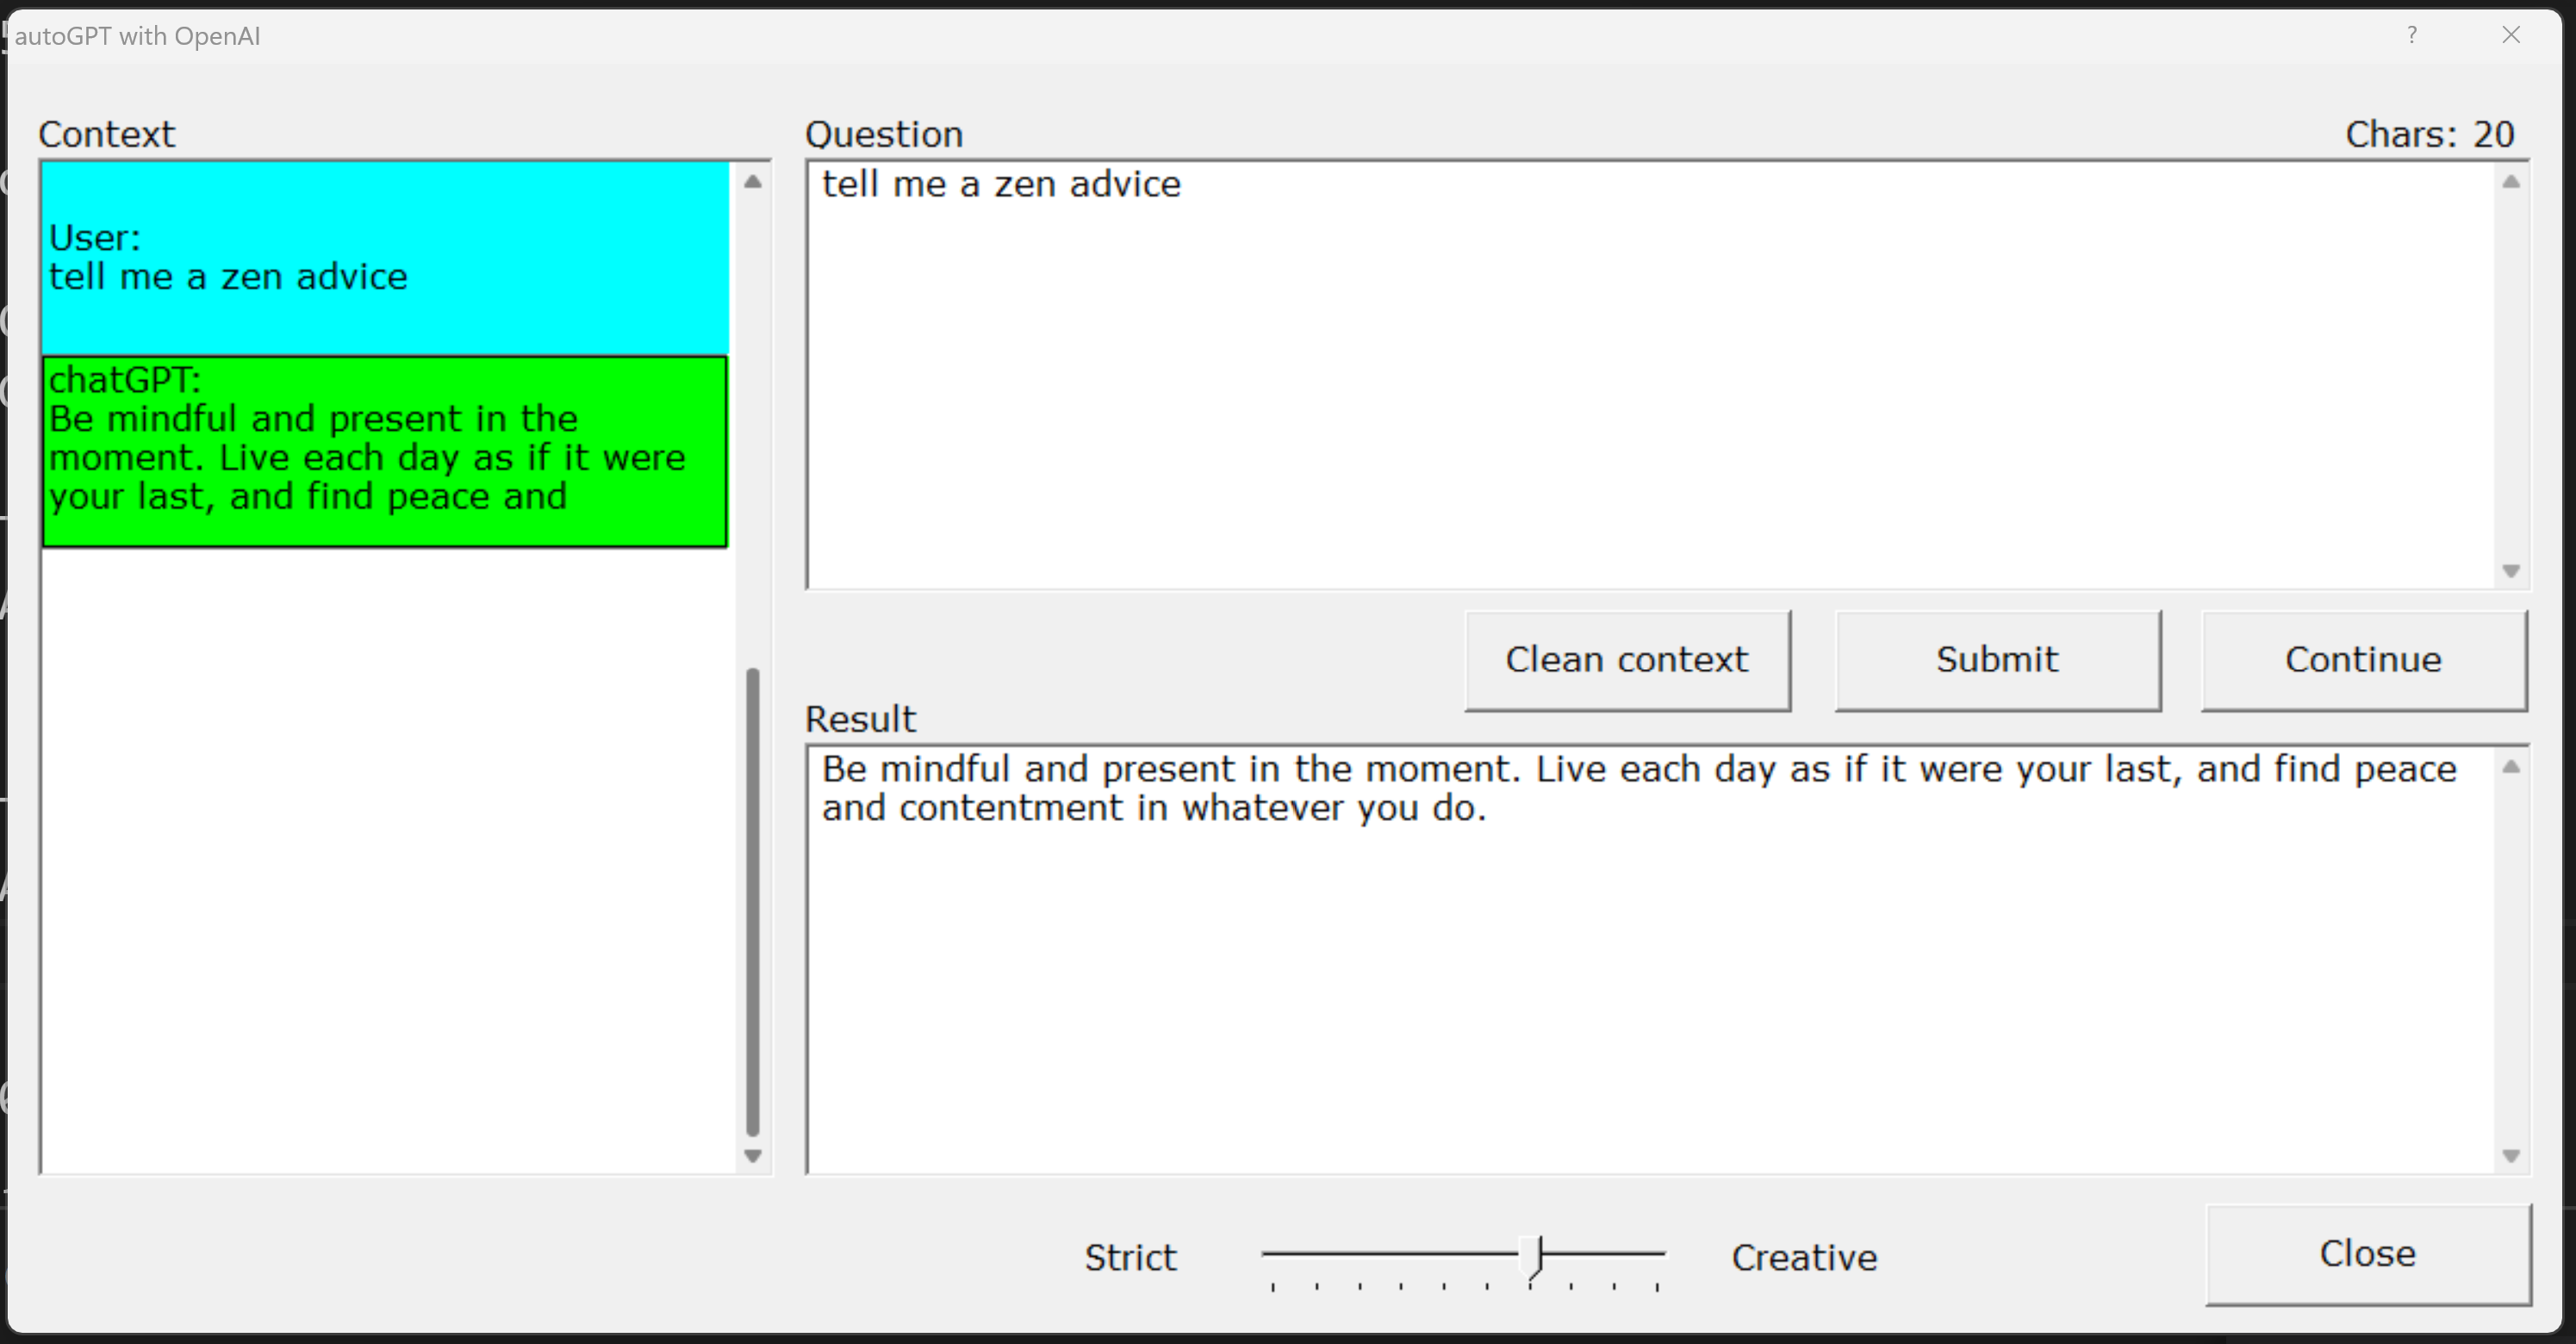 autoGPT with OpenAI
?
Context
User:
tell me a zen advice
chatGPT:
Be mindful and present in the
moment. Live each day as if it were
your last, and find peace and
Question
Chars: 20
tell me a zen advice
Clean context
Submit
Continue
Result
Be mindful and present in the moment. Live each day as if it were your last, and find peace
and contentment in whatever you do.
Strict
Creative
Close